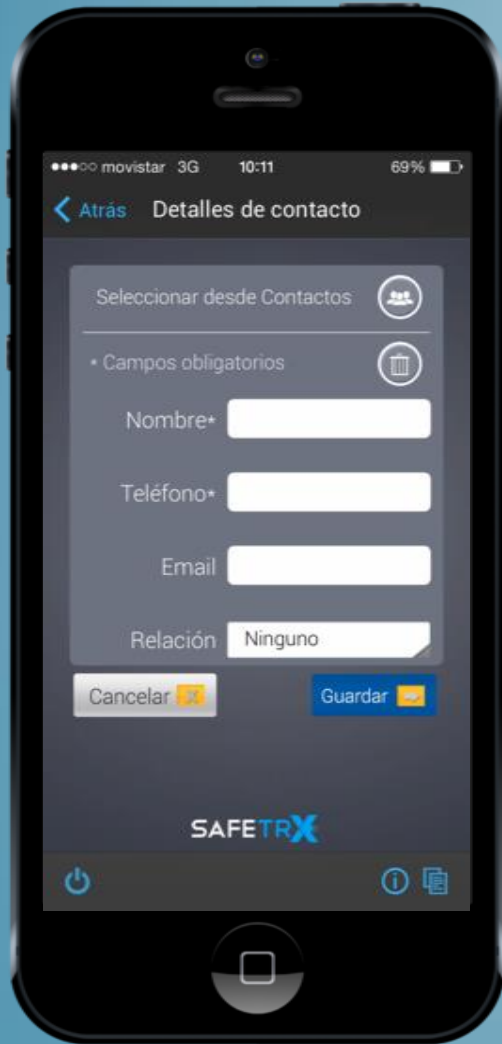 movistar 3G 10:11 69%
Atrás Detalles de contacto
Seleccionar desde Contactos
* Campos obligatorios
Nombre*
Teléfono*
Email
Relación Ninguno
Cancelar Guardar
SAFETRX